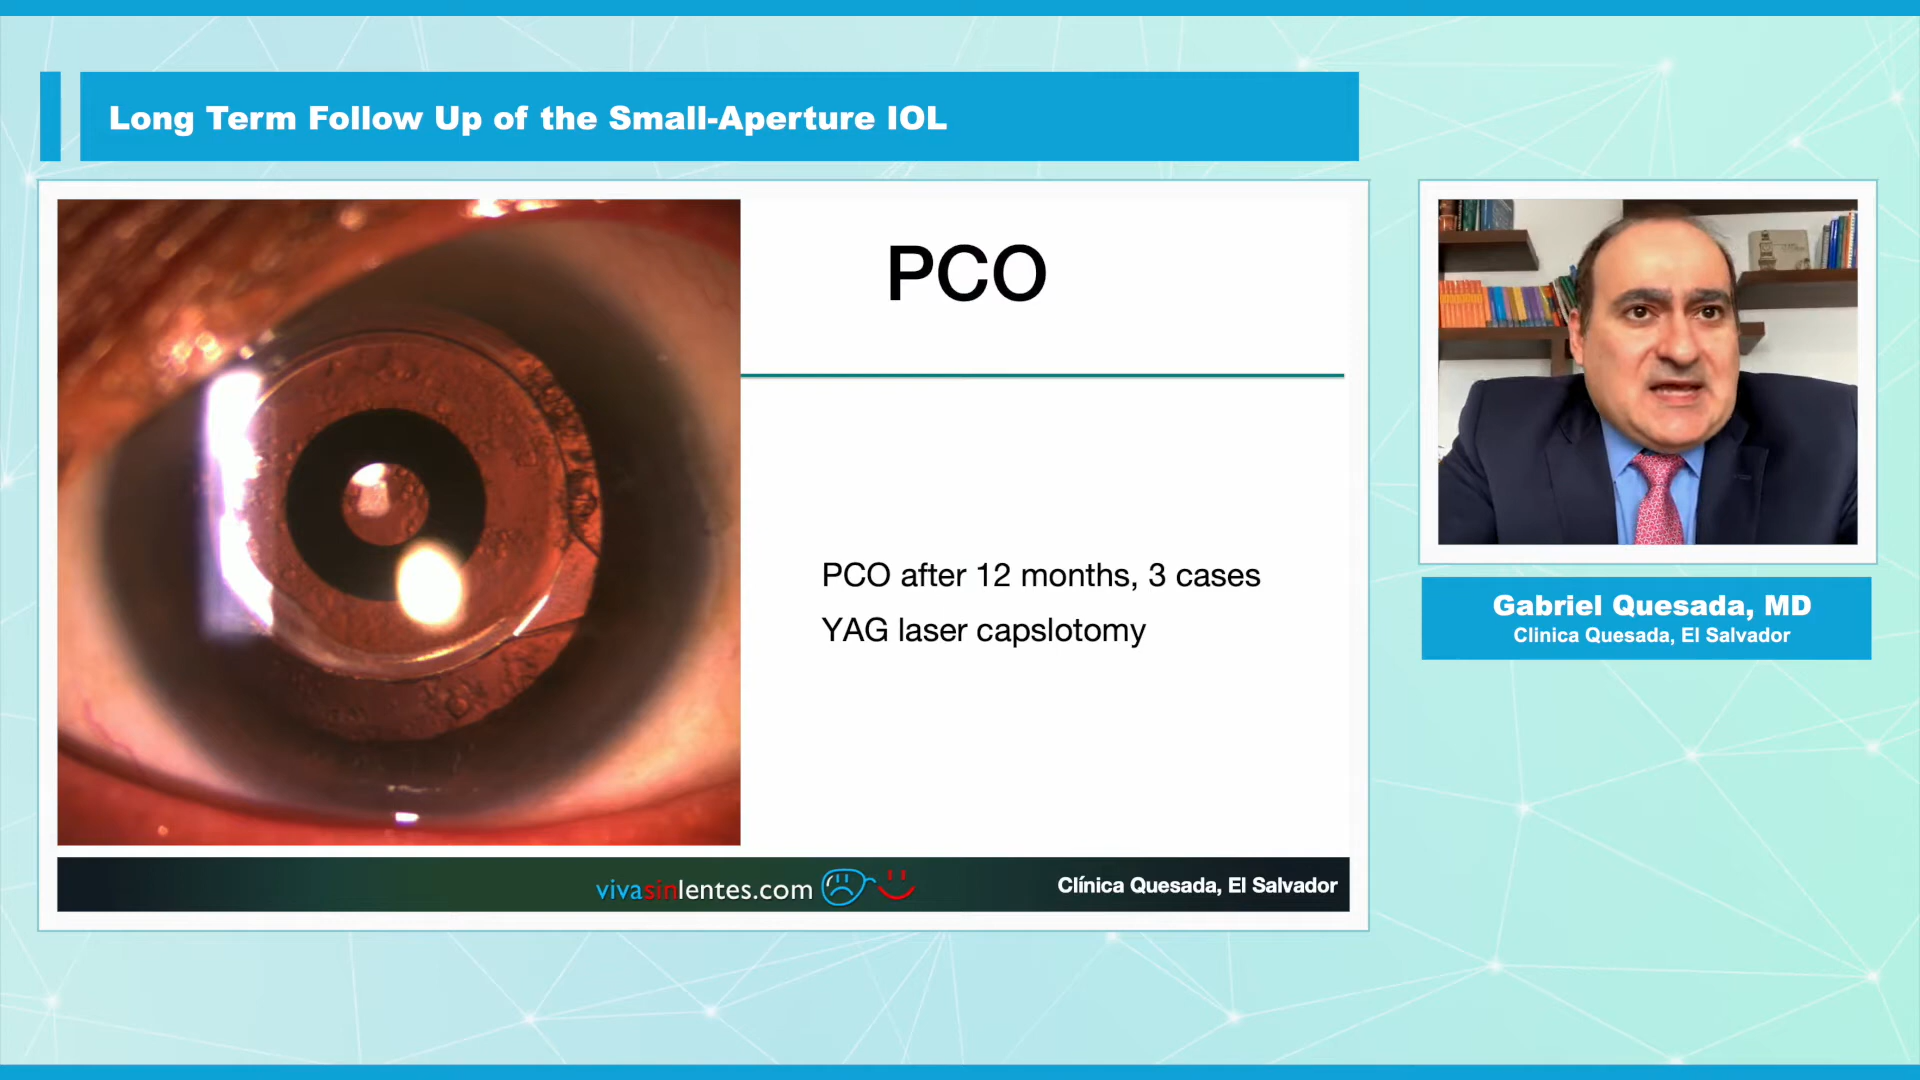 Long Term Follow Up of the Small-Aperture IOL
PCO
PCO after 12 months, 3 cases
YAG laser capslotomy
vivasinlentes.com
Clínica Quesada, El Salvador
Gabriel Quesada, MD
Clinica Quesada, El Salvador